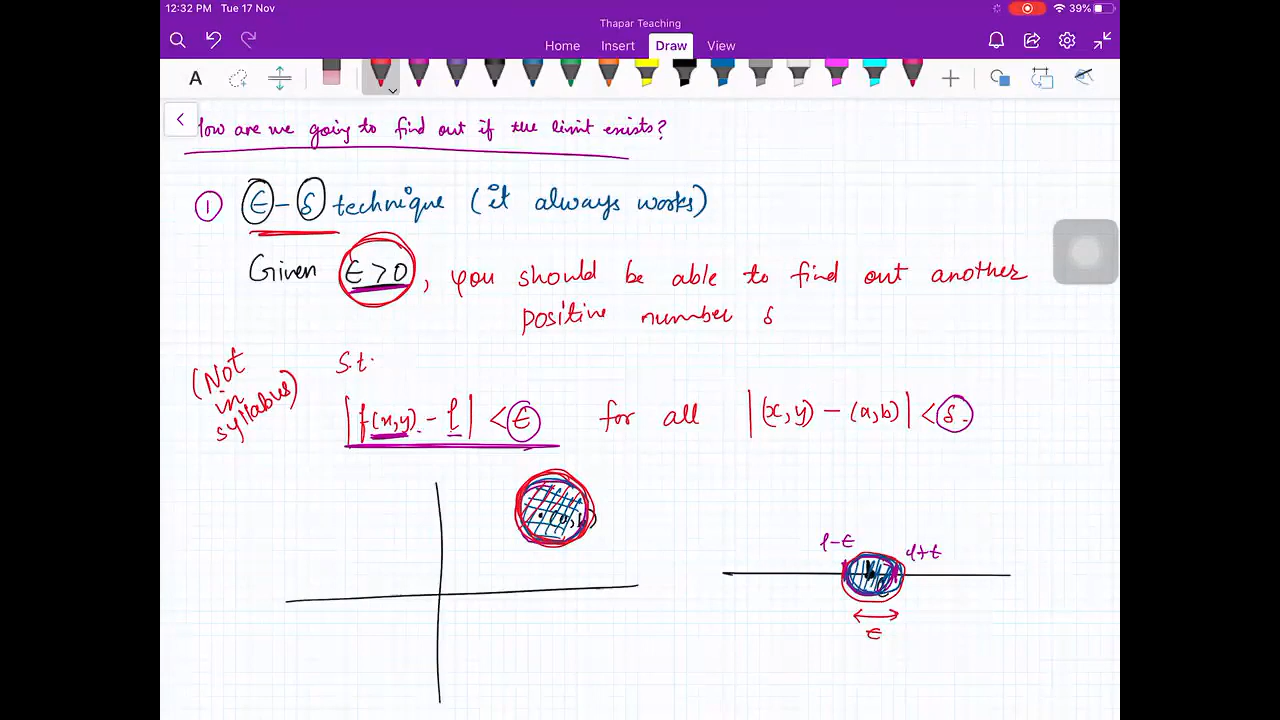 12:32 PM Tue 17 Nov 39%
Thapar Teaching
Home Insert Draw View
A
How are we going to find out if the limit exists?
① ϵ-δ technique (it always works)
Given ϵ > 0, you should be able to find out another
positive number δ
(Not in syllabus)
S.t.
|f(x,y) - l| < ϵ for all |(x,y) - (a,b)| < δ.
(a,b)
l-ϵ l+ϵ
l
ϵ